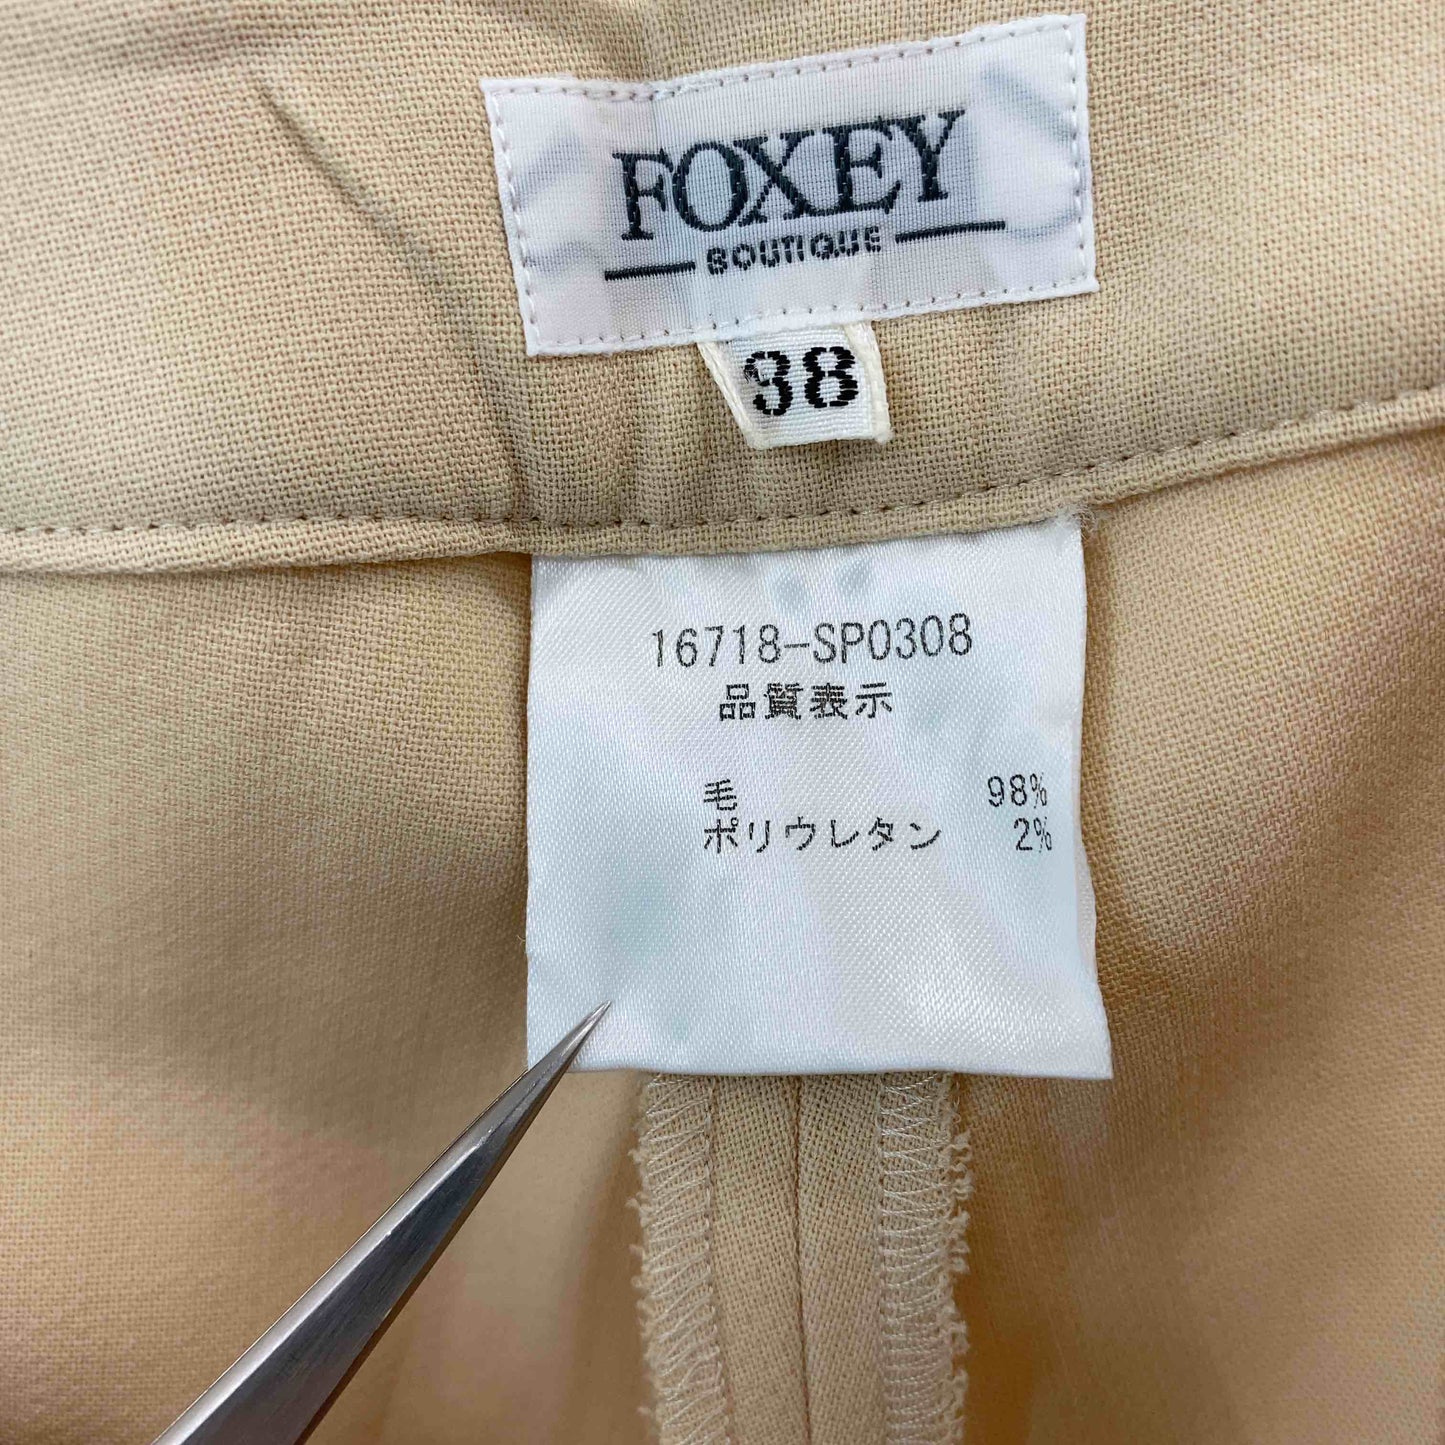 FOXEY
BOUTIQUE
38
16718-SP0308
品質表示
毛 98%
ポリウレタン 2%